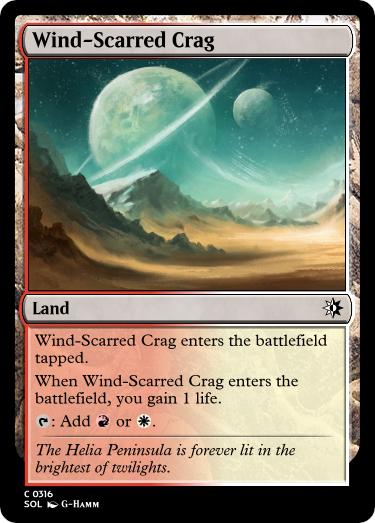 Wind-Scarred Crag
Land
Wind-Scarred Crag enters the battlefield
tapped.
When Wind-Scarred Crag enters the
battlefield, you gain 1 life.
: Add or .
The Helia Peninsula is forever lit in the
brightest of twilights.
C 0316
SOL G-Hamm